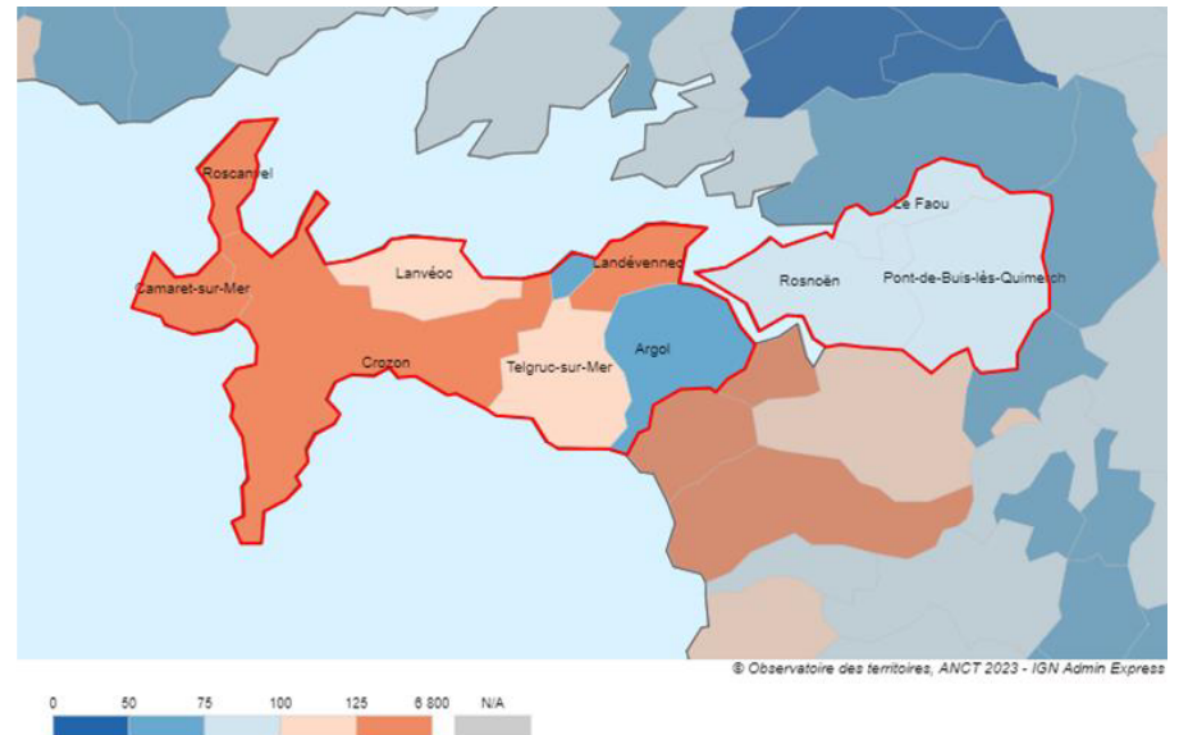 Roscanvel
Le Faou
Landévennec
Lanvéoc
Rosnoën
Pont-de-Buis-lès-Quimerch
Camaret-sur-Mer
Argol
Crozon
Telgruc-sur-Mer
© Observatoire des territoires, ANCT 2023 - IGN Admin Express
0 50 75 100 125 6 800 N/A